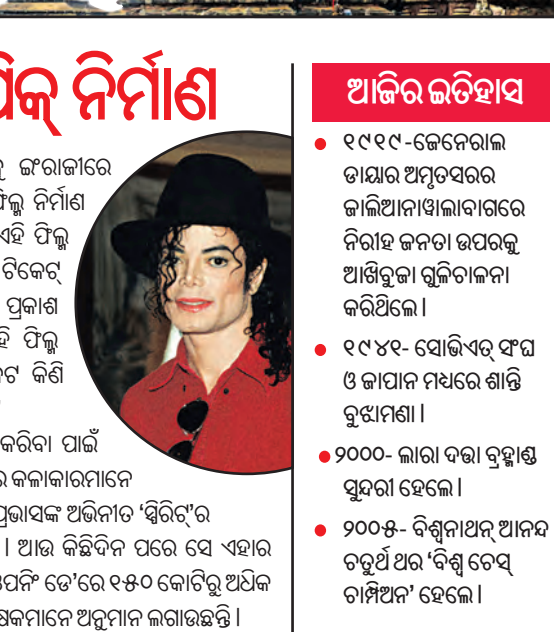 ପିକ୍ ନିର୍ମାଣ
ଇଂରାଜୀରେ
ନିର୍ମାଣ
ଏହି ଫିଲ୍ମ
ଟିକେଟ୍
ପ୍ରକାଶ
ଫିଲ୍ମ
କିଣି
କରିବା ପାଇଁ
କଳାକାରମାନେ
ପ୍ରଭାସଙ୍କ ଅଭିନୀତ ‘ସ୍ପିରିଟ୍’ର
। ଆଉ କିଛିଦିନ ପରେ ସେ ଏହାର
ଡେ’ରେ ୧୫୦ କୋଟିରୁ ଅଧିକ
ଅନୁମାନ ଲଗାଉଛନ୍ତି ।
ଆଜିର ଇତିହାସ
● ୧୯୧୯-ଜେନେରାଲ
ଡାୟାର ଅମୃତସରର
ଜାଲିଆନାୱାଲାବାଗରେ
ନିରୀହ ଜନତା ଉପରକୁ
ଆଖିବୁଜା ଗୁଳିଚାଳନା
କରିଥିଲେ ।
● ୧୯୪୧- ସୋଭିଏତ୍ ସଂଘ
ଓ ଜାପାନ ମଧ୍ୟରେ ଶାନ୍ତି
ବୁଝାମଣା ।
● ୨୦୦୦- ଲାରା ଦତ୍ତା ବ୍ରହ୍ମାଣ୍ଡ
ସୁନ୍ଦରୀ ହେଲେ ।
● ୨୦୦୫- ବିଶ୍ୱନାଥନ୍ ଆନନ୍ଦ
ଚତୁର୍ଥ ଥର ‘ବିଶ୍ୱ ଚେସ୍
ଚାମ୍ପିଅନ’ ହେଲେ ।